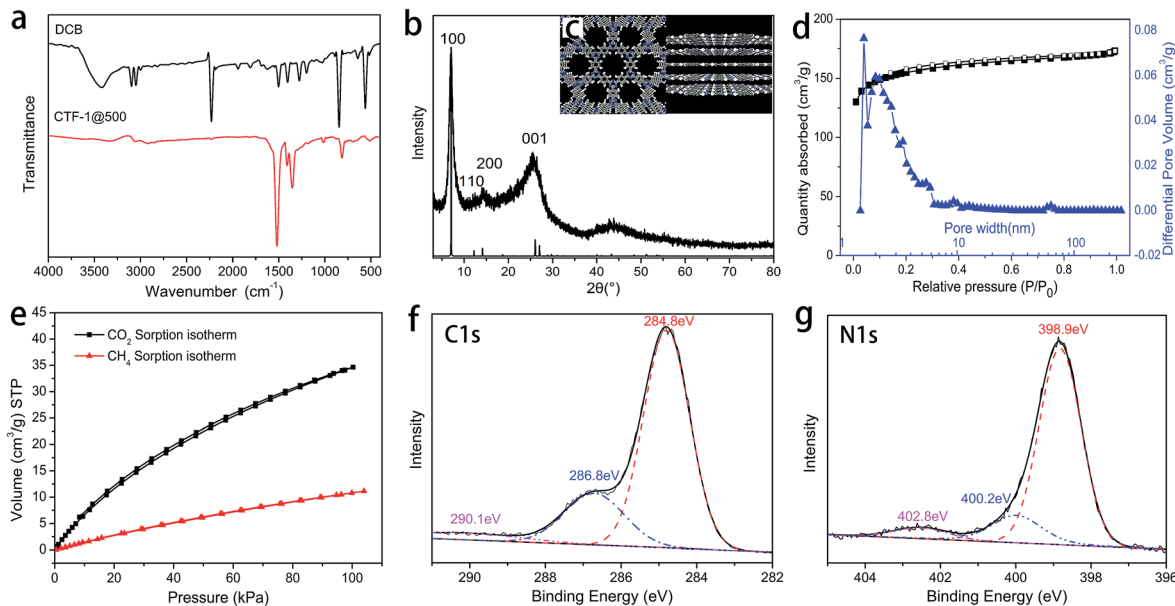 a
DCB
CTF-1@500
Transmittance
4000 3500 3000 2500 2000 1500 1000 500
Wavenumber (cm⁻¹)
b
c
100
110
200
001
Intensity
10 20 30 40 50 60 70 80
2θ(°)
d
Quantity absorbed (cm³/g)
200
150
100
50
0
0.08
0.06
0.04
0.02
0.00
-0.02
Differential Pore Volume (cm³/g)
Pore width(nm)
1 10 100
0.0 0.2 0.4 0.6 0.8 1.0
Relative pressure (P/P₀)
e
CO₂ Sorption isotherm
CH₄ Sorption isotherm
Volume (cm³/g) STP
45
40
35
30
25
20
15
10
5
0
0 20 40 60 80 100
Pressure (kPa)
f
C1s
284.8eV
286.8eV
290.1eV
Intensity
290 288 286 284 282
Binding Energy (eV)
g
N1s
398.9eV
400.2eV
402.8eV
Intensity
404 402 400 398 396
Binding Energy (eV)